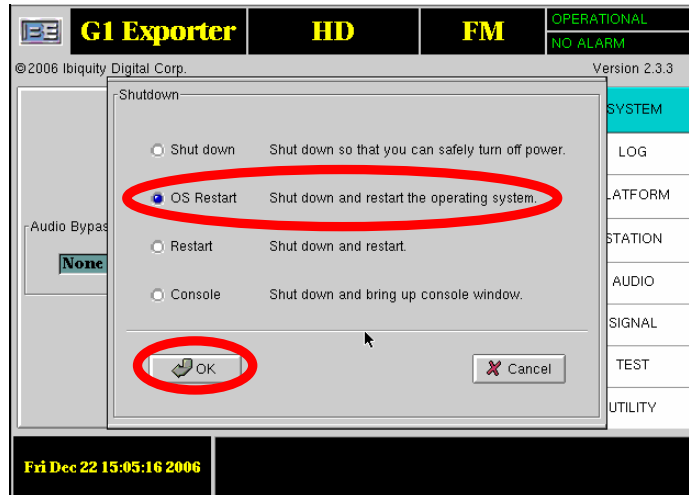 G1 Exporter
HD
FM
OPERATIONAL
NO ALARM
©2006 Ibiquity Digital Corp.
Version 2.3.3
Shutdown
Shut down Shut down so that you can safely turn off power.
OS Restart Shut down and restart the operating system.
Restart Shut down and restart.
Console Shut down and bring up console window.
OK
Cancel
Audio Bypas
None
SYSTEM
LOG
LATFORM
STATION
AUDIO
SIGNAL
TEST
UTILITY
Fri Dec 22 15:05:16 2006